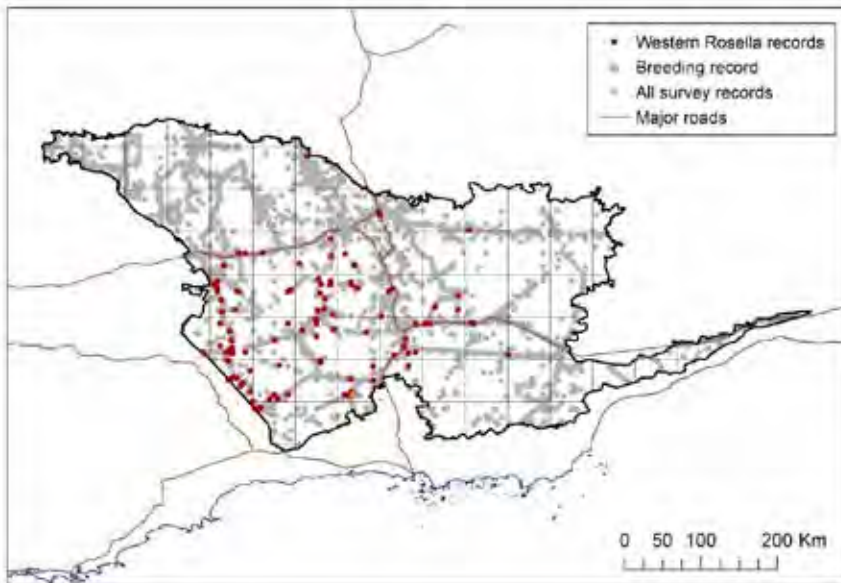 Western Rosella records
Breeding record
All survey records
Major roads
0 50 100 200 Km